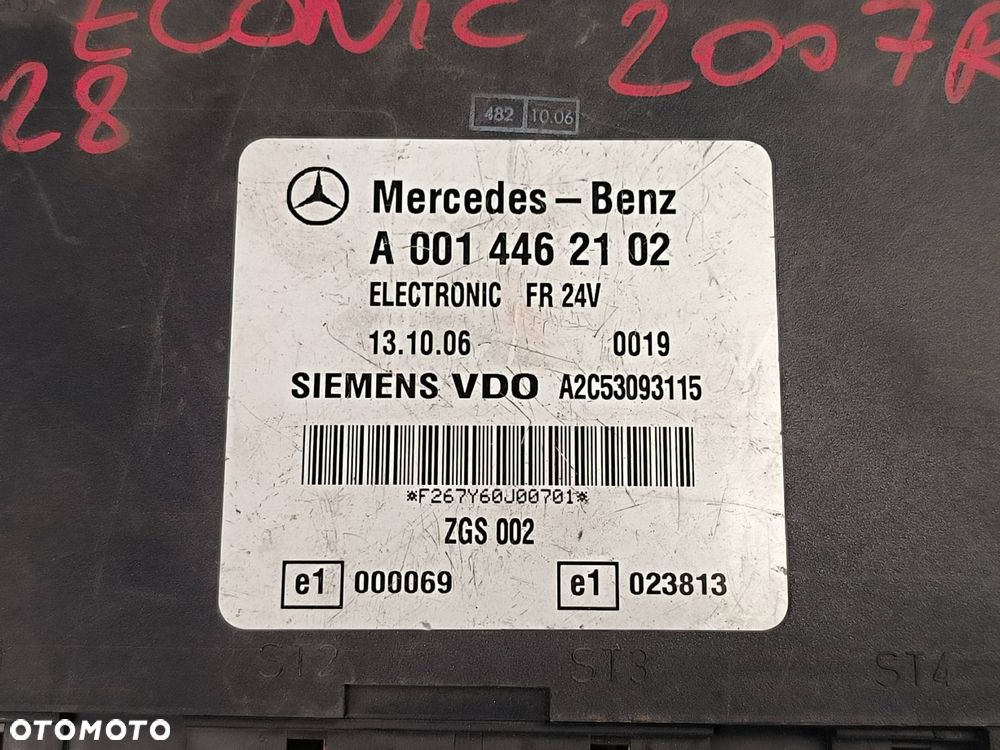 ECONIC 2007R
28
482 10.06
Mercedes-Benz
A 001 446 21 02
ELECTRONIC FR 24V
13.10.06 0019
SIEMENS VDO A2C53093115
*F267Y60J00701*
ZGS 002
e1 000069 e1 023813
ST2 ST3 ST4
OTOMOTO